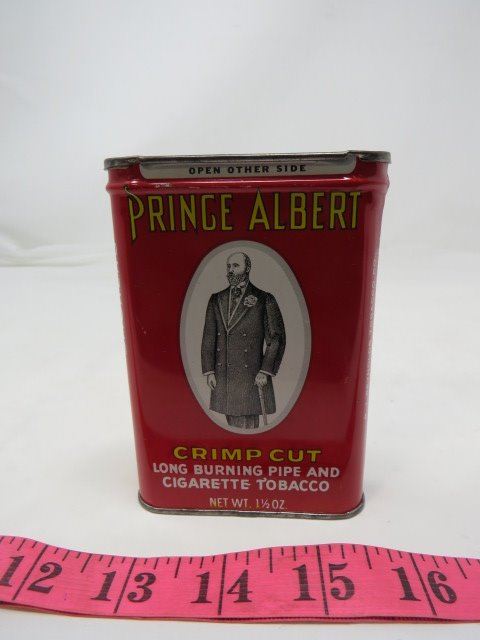 OPEN OTHER SIDE
PRINCE ALBERT
CRIMP CUT
LONG BURNING PIPE AND
CIGARETTE TOBACCO
NET WT. 1½ OZ.
12 13 14 15 16